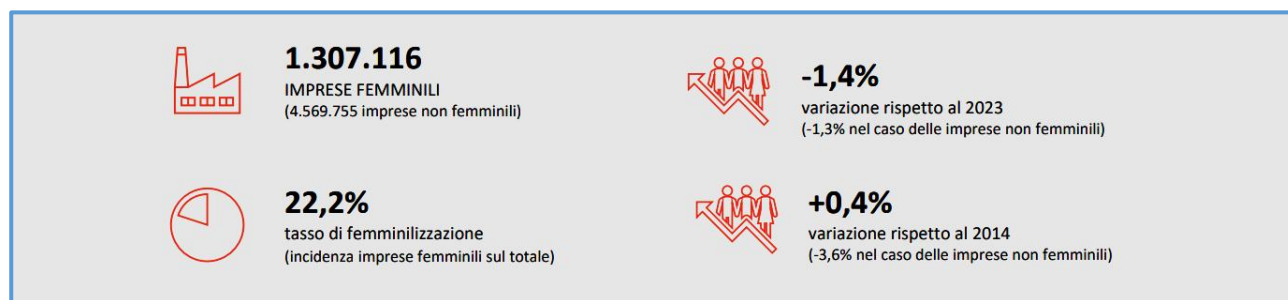 1.307.116
IMPRESE FEMMINILI
(4.569.755 imprese non femminili)
-1,4%
variazione rispetto al 2023
(-1,3% nel caso delle imprese non femminili)
22,2%
tasso di femminilizzazione
(incidenza imprese femminili sul totale)
+0,4%
variazione rispetto al 2014
(-3,6% nel caso delle imprese non femminili)